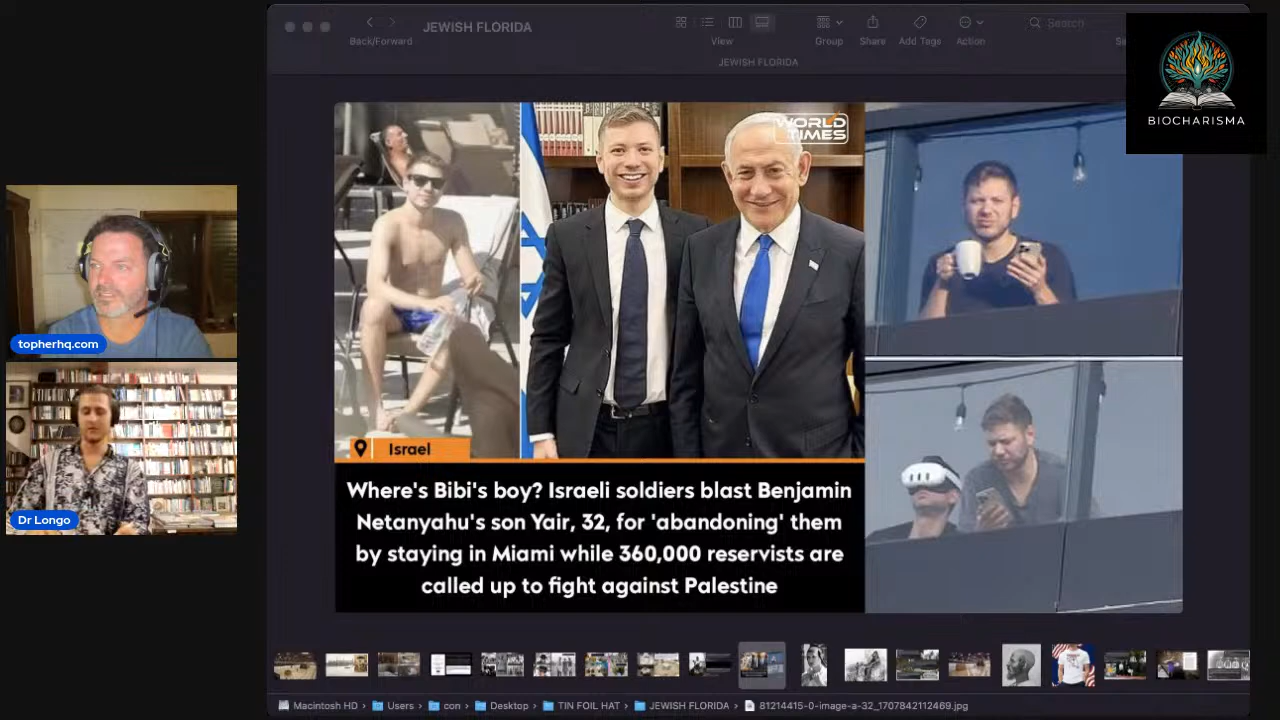 JEWISH FLORIDA
Back/Forward
View
Group
Share
Add Tags
Action
Search
JEWISH FLORIDA
BIOCHARISMA
WORLD
TIMES
topherhq.com
Dr Longo
Israel
Where's Bibi's boy? Israeli soldiers blast Benjamin
Netanyahu's son Yair, 32, for 'abandoning' them
by staying in Miami while 360,000 reservists are
called up to fight against Palestine
Macintosh HD › Users › con › Desktop › TIN FOIL HAT › JEWISH FLORIDA › 81214415-0-image-a-32_1707842112469.jpg